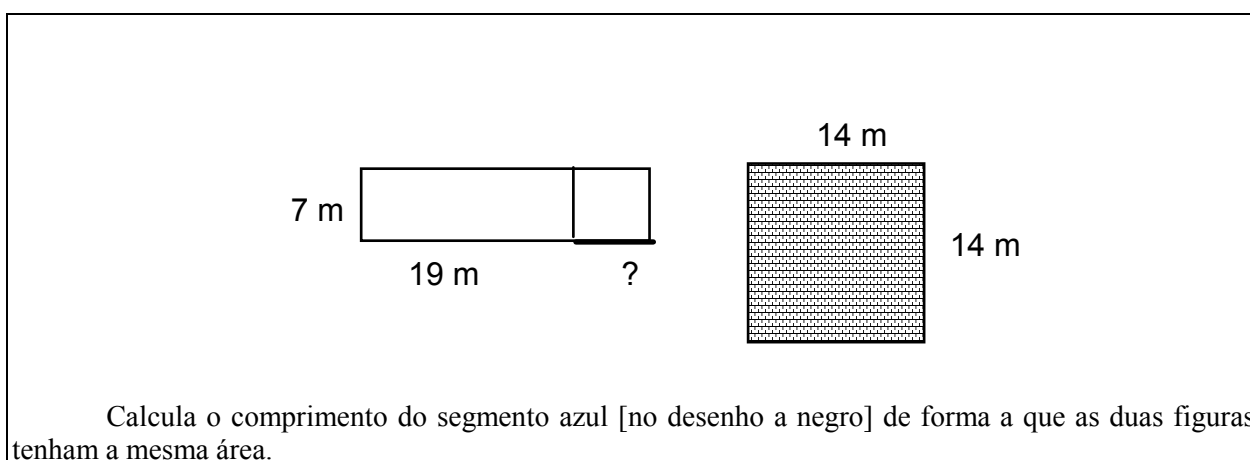 14 m
7 m
14 m
19 m ?
Calcula o comprimento do segmento azul [no desenho a negro] de forma a que as duas figuras
tenham a mesma área.